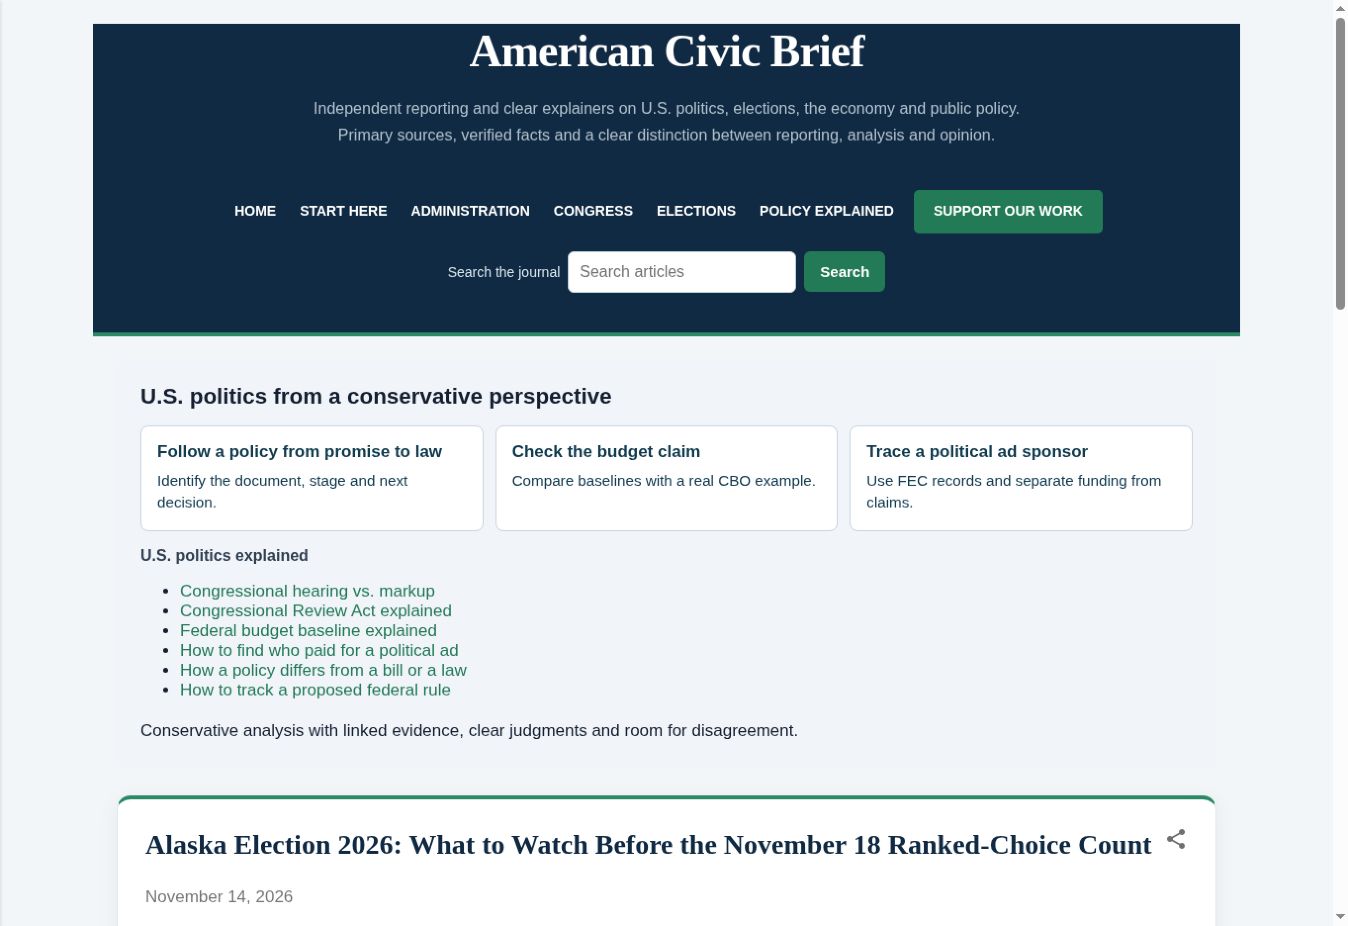 American Civic Brief
Independent reporting and clear explainers on U.S. politics, elections, the economy and public policy.
Primary sources, verified facts and a clear distinction between reporting, analysis and opinion.
HOME START HERE ADMINISTRATION CONGRESS ELECTIONS POLICY EXPLAINED SUPPORT OUR WORK
Search the journal Search articles Search
U.S. politics from a conservative perspective
Follow a policy from promise to law
Identify the document, stage and next
decision.
Check the budget claim
Compare baselines with a real CBO example.
Trace a political ad sponsor
Use FEC records and separate funding from
claims.
U.S. politics explained
Congressional hearing vs. markup
Congressional Review Act explained
Federal budget baseline explained
How to find who paid for a political ad
How a policy differs from a bill or a law
How to track a proposed federal rule
Conservative analysis with linked evidence, clear judgments and room for disagreement.
Alaska Election 2026: What to Watch Before the November 18 Ranked-Choice Count
November 14, 2026